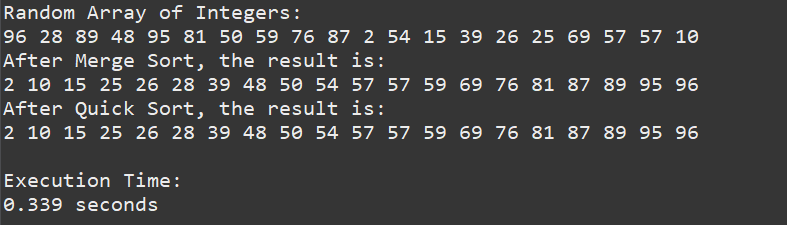 Random Array of Integers:
96 28 89 48 95 81 50 59 76 87 2 54 15 39 26 25 69 57 57 10
After Merge Sort, the result is:
2 10 15 25 26 28 39 48 50 54 57 57 59 69 76 81 87 89 95 96
After Quick Sort, the result is:
2 10 15 25 26 28 39 48 50 54 57 57 59 69 76 81 87 89 95 96
Execution Time:
0.339 seconds